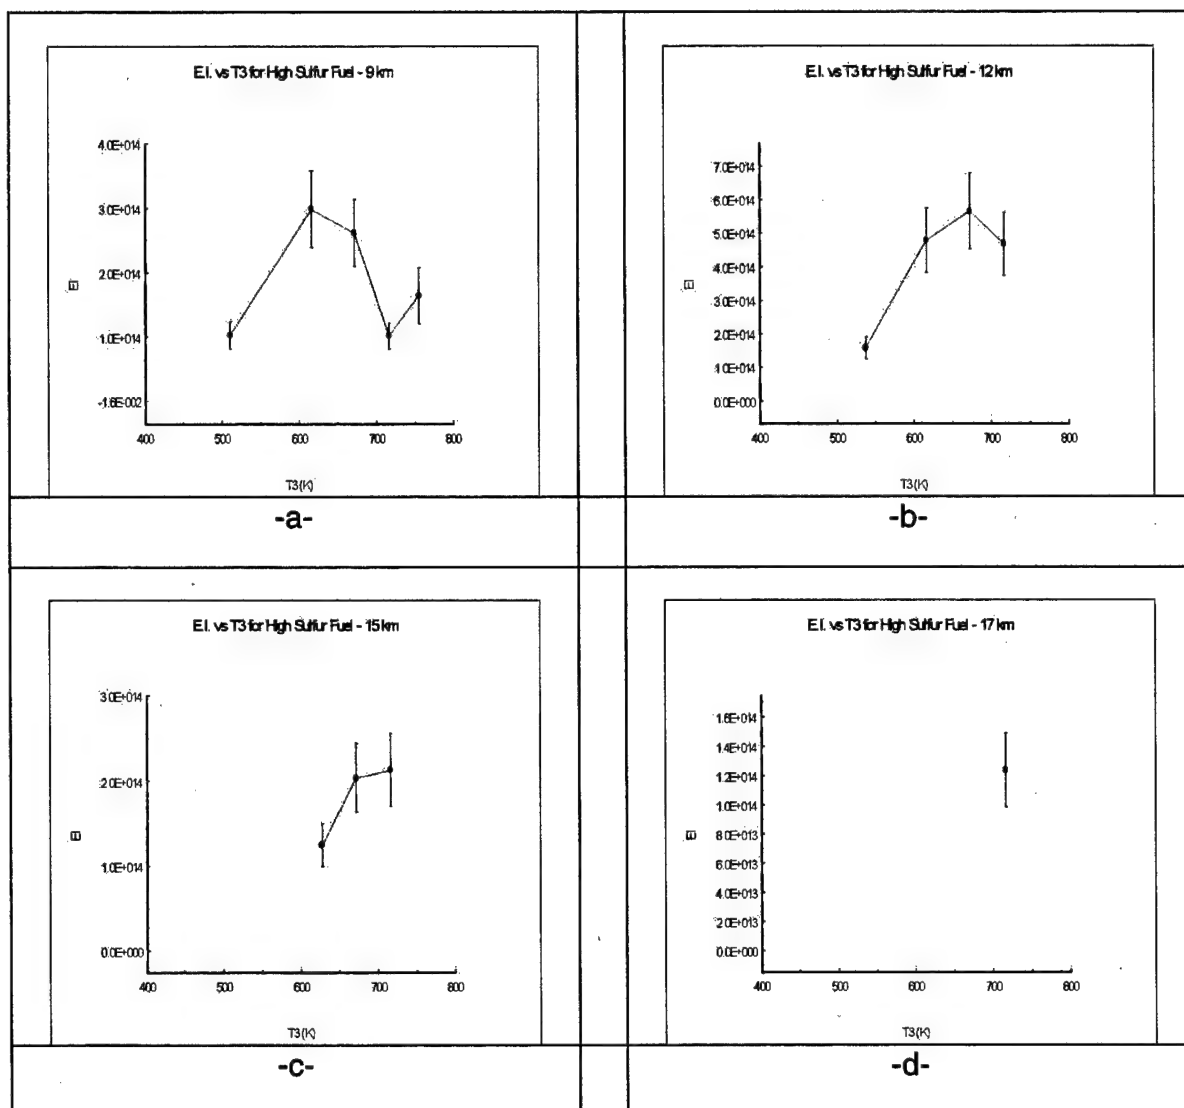 E.I. vs T3 for High Sulfur Fuel - 9 km
4.0E+014
3.0E+014
2.0E+014
1.0E+014
-1.6E-002
EI
400 500 600 700 800
T3(K)
-a-
E.I. vs T3 for High Sulfur Fuel - 12 km
7.0E+014
6.0E+014
5.0E+014
4.0E+014
3.0E+014
2.0E+014
1.0E+014
0.0E+000
EI
400 500 600 700 800
T3(K)
-b-
E.I. vs T3 for High Sulfur Fuel - 15 km
3.0E+014
2.0E+014
1.0E+014
0.0E+000
EI
400 500 600 700 800
T3(K)
-c-
E.I. vs T3 for High Sulfur Fuel - 17 km
1.6E+014
1.4E+014
1.2E+014
1.0E+014
8.0E+013
6.0E+013
4.0E+013
2.0E+013
0.0E+000
EI
400 500 600 700 800
T3(K)
-d-